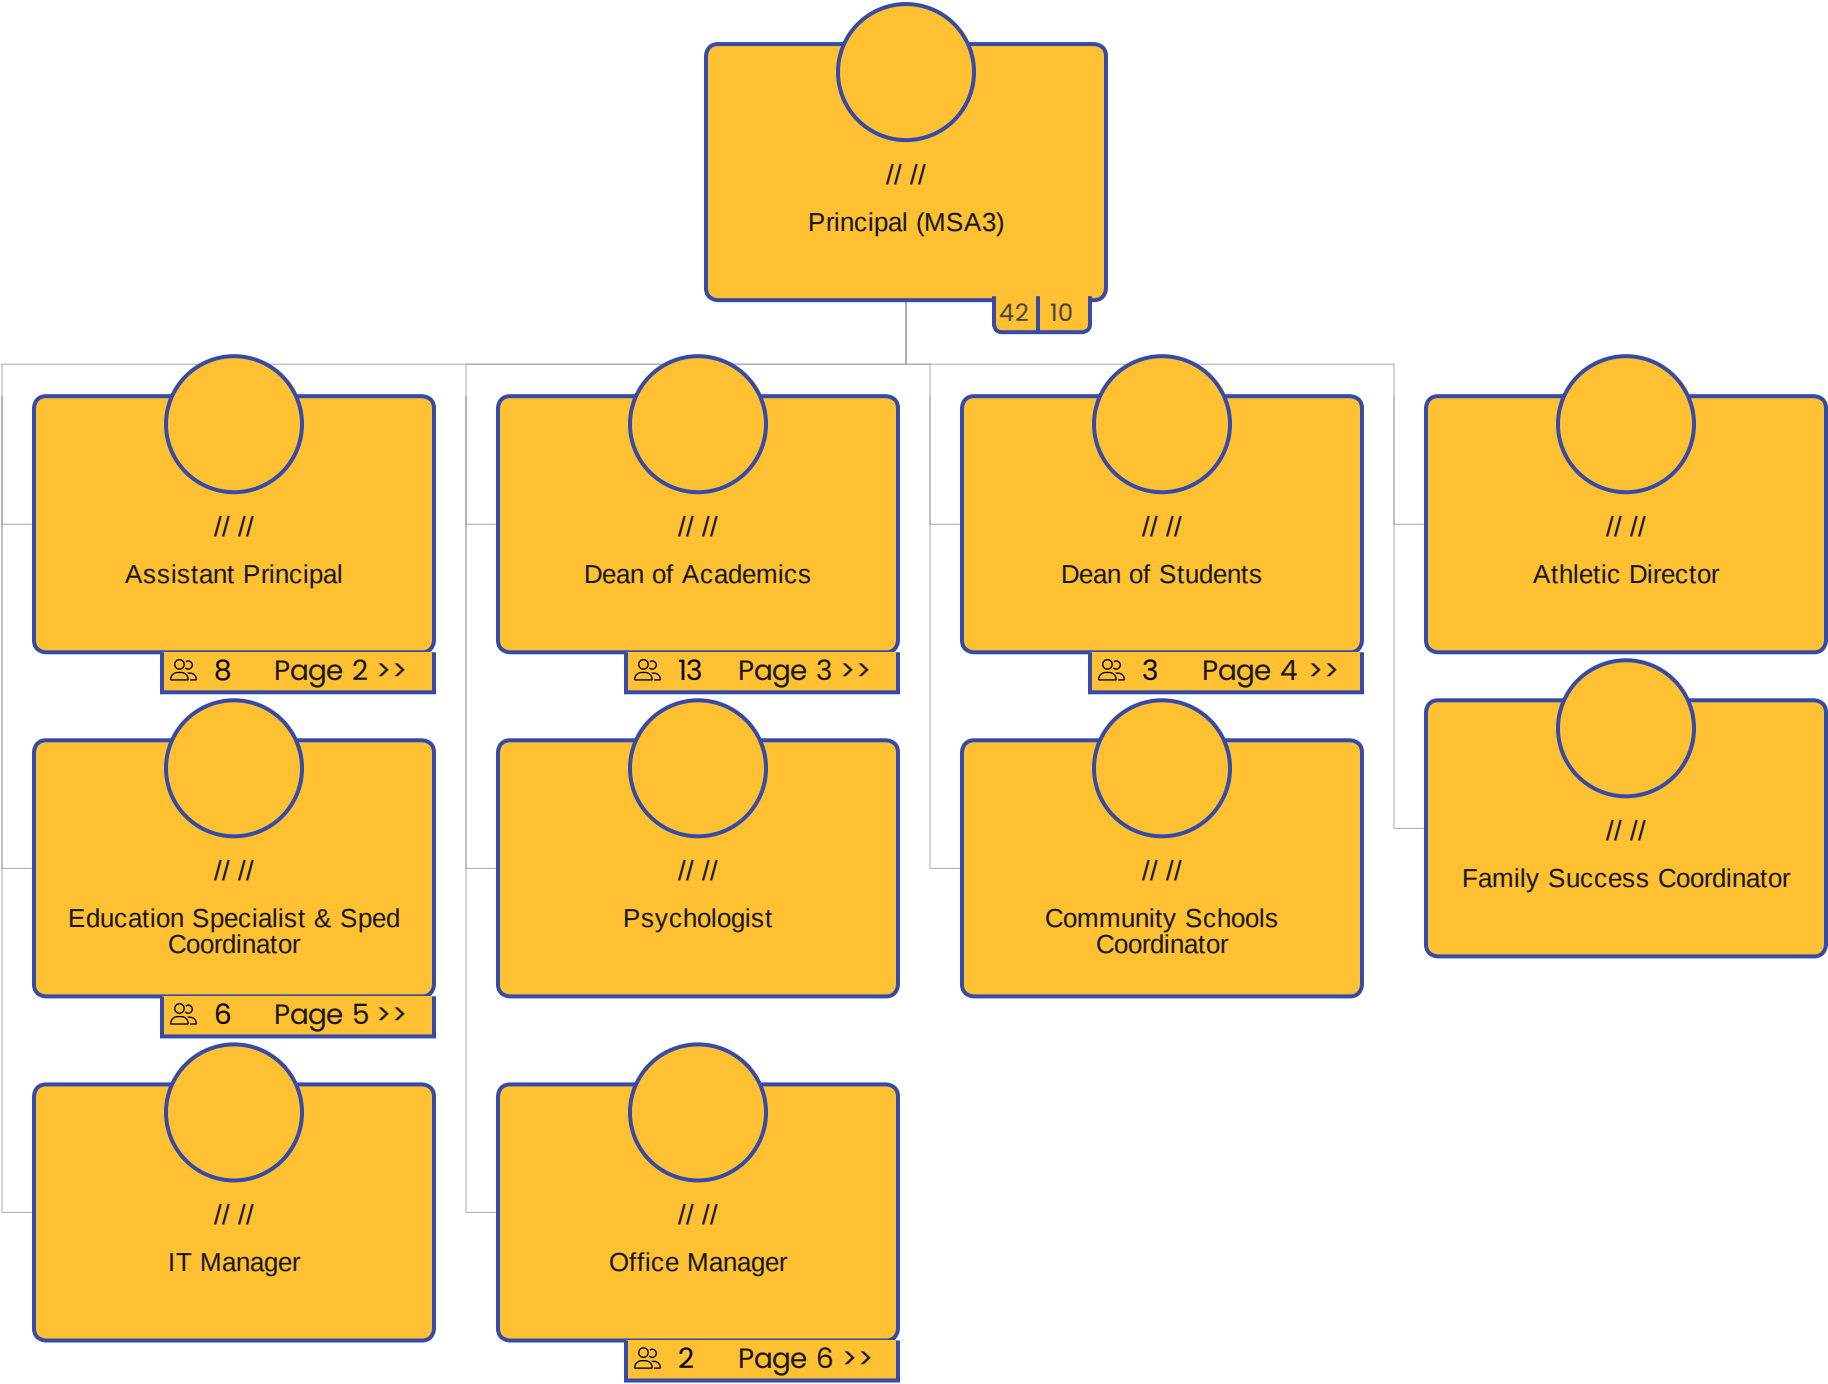 // //
Principal (MSA3)
42 10
// //
Assistant Principal
8 Page 2 >>
// //
Dean of Academics
13 Page 3 >>
// //
Dean of Students
3 Page 4 >>
// //
Athletic Director
// //
Education Specialist & Sped
Coordinator
6 Page 5 >>
// //
Psychologist
// //
Community Schools
Coordinator
// //
Family Success Coordinator
// //
IT Manager
// //
Office Manager
2 Page 6 >>